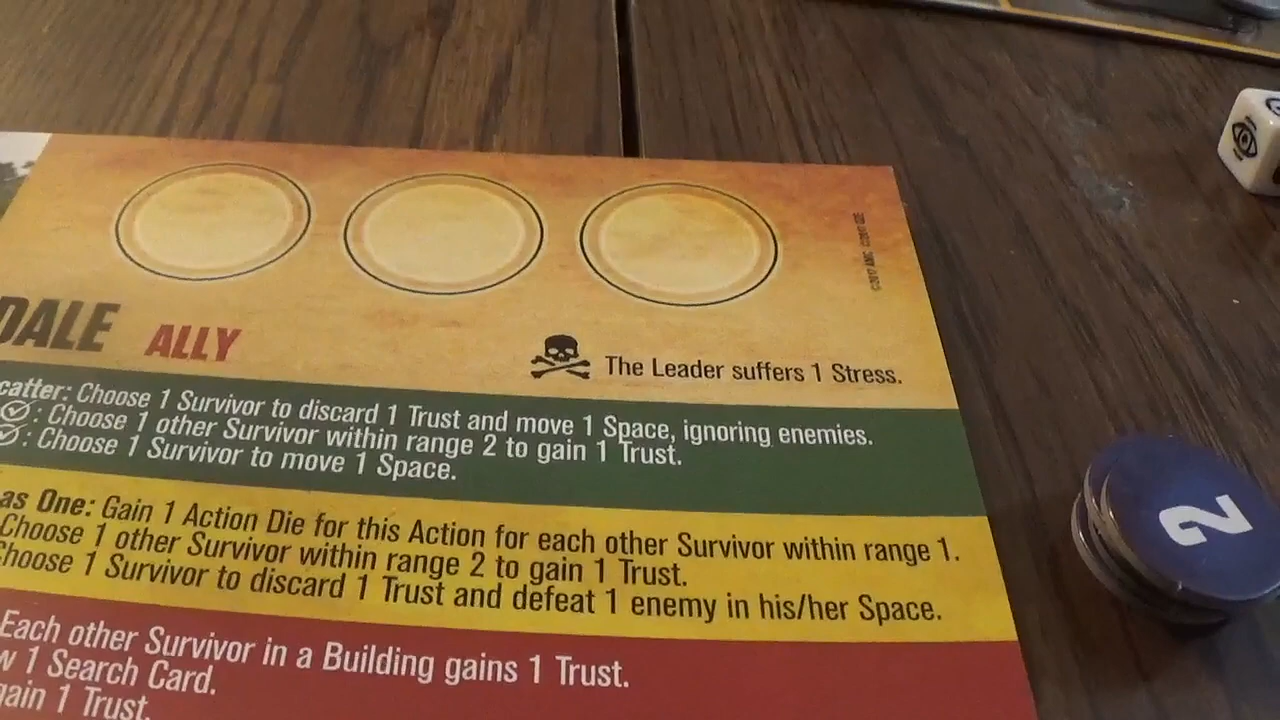 DALE ALLY
The Leader suffers 1 Stress.
catter: Choose 1 Survivor to discard 1 Trust and move 1 Space, ignoring enemies.
: Choose 1 other Survivor within range 2 to gain 1 Trust.
: Choose 1 Survivor to move 1 Space.
as One: Gain 1 Action Die for this Action for each other Survivor within range 1.
Choose 1 other Survivor within range 2 to gain 1 Trust.
hoose 1 Survivor to discard 1 Trust and defeat 1 enemy in his/her Space.
Each other Survivor in a Building gains 1 Trust.
w 1 Search Card.
gain 1 Trust.
2